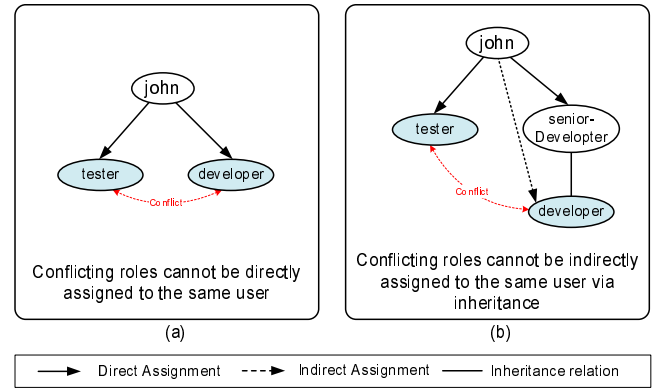 john
tester
developer
Conflict
Conflicting roles cannot be directly
assigned to the same user
(a)
john
tester
senior-
Developter
Conflict
developer
Conflicting roles cannot be indirectly
assigned to the same user via
inheritance
(b)
Direct Assignment
Indirect Assignment
Inheritance relation